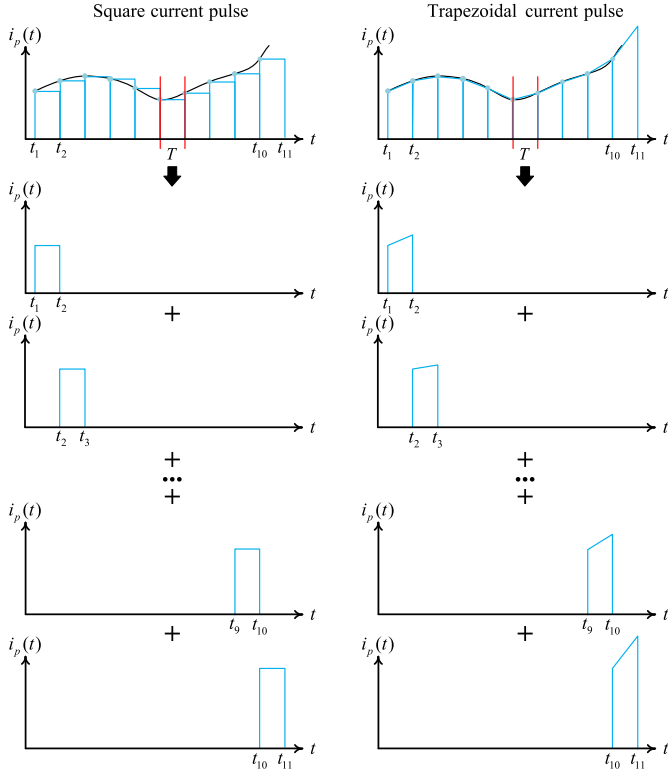 Square current pulse
Trapezoidal current pulse
i_p(t)
i_p(t)
t
t
t_1 t_2 T t_10 t_11
t_1 t_2 T t_10 t_11
i_p(t)
i_p(t)
t
t
t_1 t_2
t_1 t_2
+
+
i_p(t)
i_p(t)
t
t
t_2 t_3
t_2 t_3
+
+
•••
•••
+
+
i_p(t)
i_p(t)
t
t
t_9 t_10
t_9 t_10
+
+
i_p(t)
i_p(t)
t
t
t_10 t_11
t_10 t_11